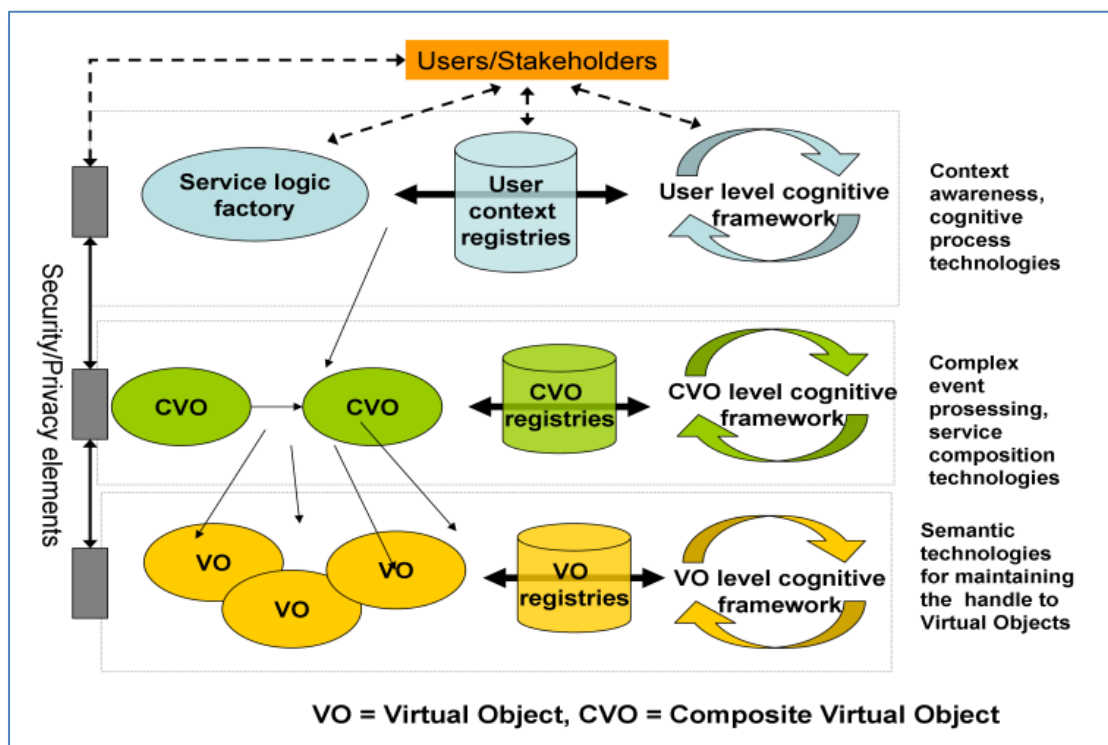 Users/Stakeholders
Service logic
factory
User
context
registries
User level cognitive
framework
Context
awareness,
cognitive
process
technologies
Security/Privacy elements
CVO
CVO
CVO
registries
CVO level cognitive
framework
Complex
event
prosessing,
service
composition
technologies
VO
VO
VO
VO
registries
VO level cognitive
framework
Semantic
technologies
for maintaining
the handle to
Virtual Objects
VO = Virtual Object, CVO = Composite Virtual Object